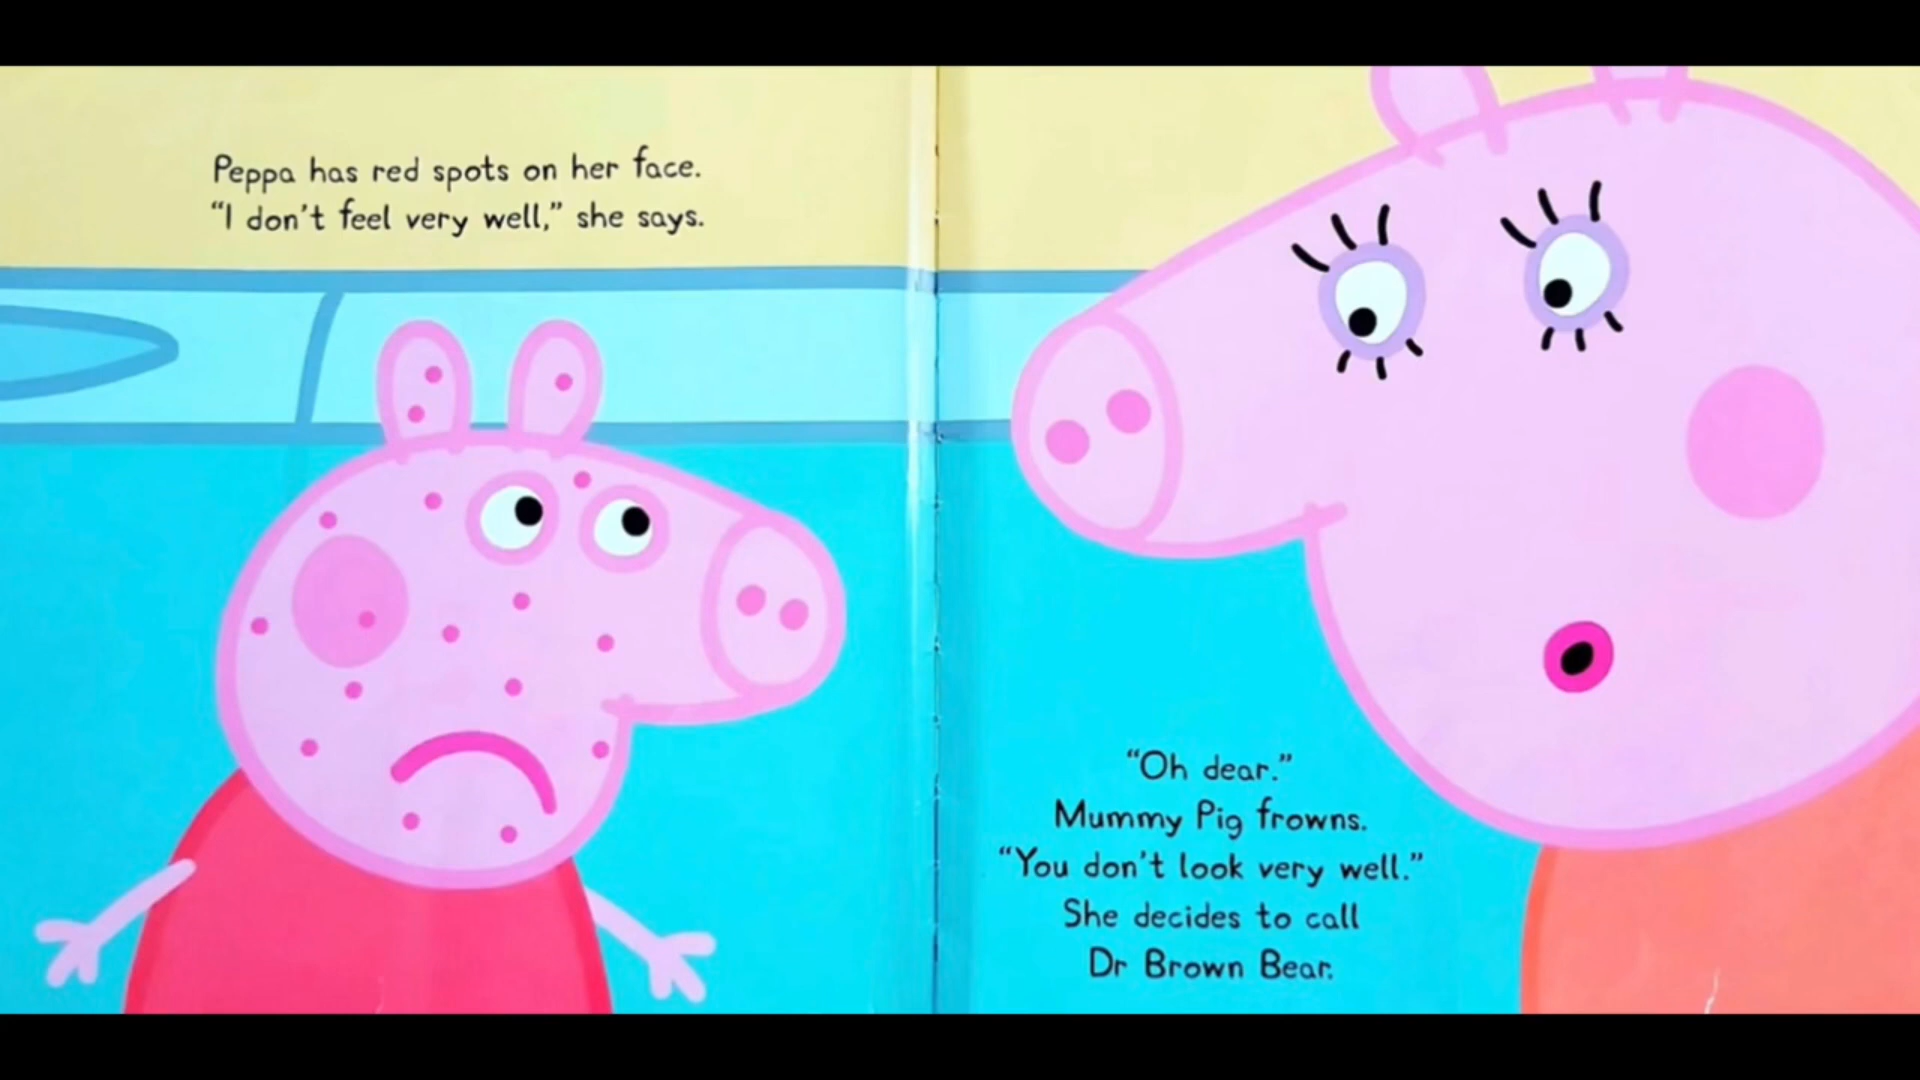 Peppa has red spots on her face.
“I don’t feel very well,” she says.
“Oh dear.”
Mummy Pig frowns.
“You don’t look very well.”
She decides to call
Dr Brown Bear.